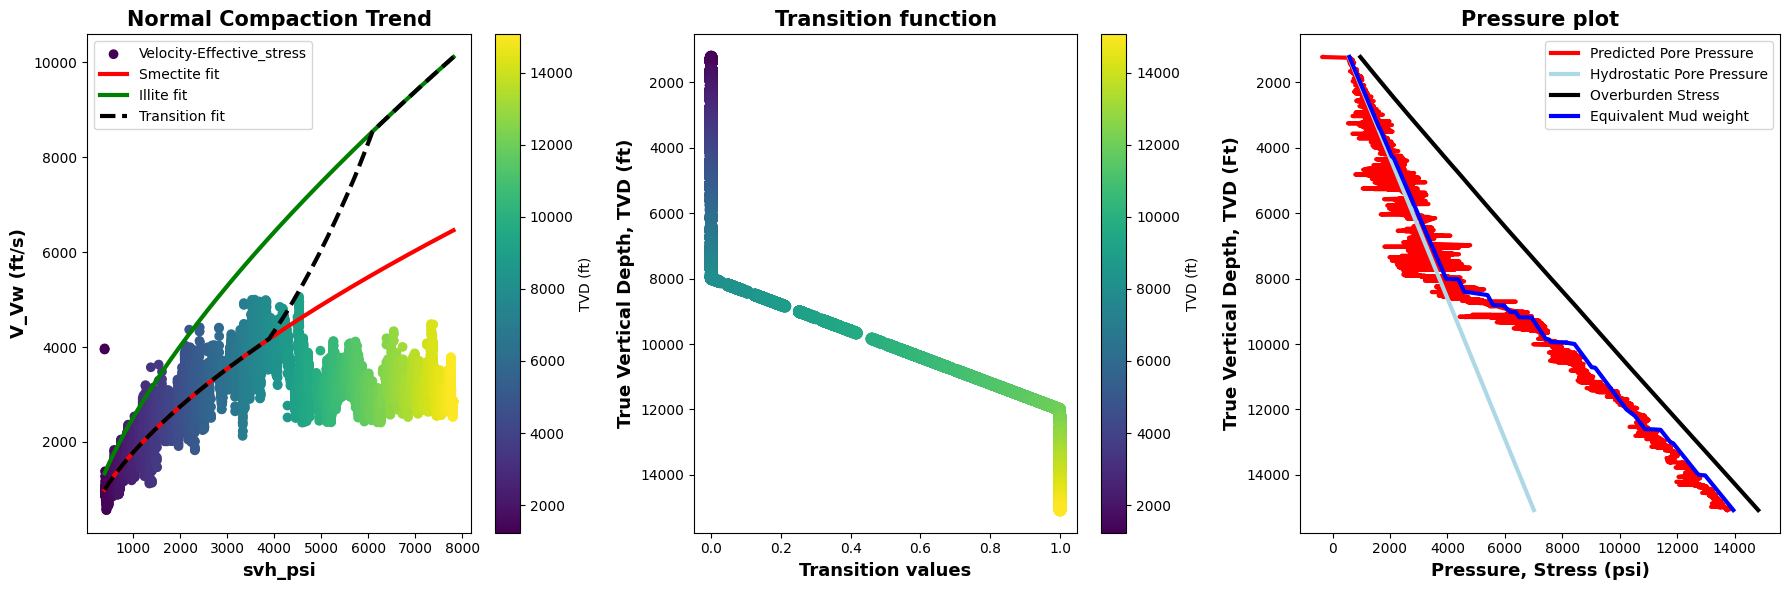 Normal Compaction Trend
Velocity-Effective_stress
Smectite fit
Illite fit
Transition fit
V_Vw (ft/s)
10000
8000
6000
4000
2000
1000 2000 3000 4000 5000 6000 7000 8000
svh_psi
14000
12000
10000
8000
6000
4000
2000
TVD (ft)
Transition function
True Vertical Depth, TVD (ft)
2000
4000
6000
8000
10000
12000
14000
0.0 0.2 0.4 0.6 0.8 1.0
Transition values
14000
12000
10000
8000
6000
4000
2000
TVD (ft)
Pressure plot
Predicted Pore Pressure
Hydrostatic Pore Pressure
Overburden Stress
Equivalent Mud weight
True Vertical Depth, TVD (Ft)
2000
4000
6000
8000
10000
12000
14000
0 2000 4000 6000 8000 10000 12000 14000
Pressure, Stress (psi)